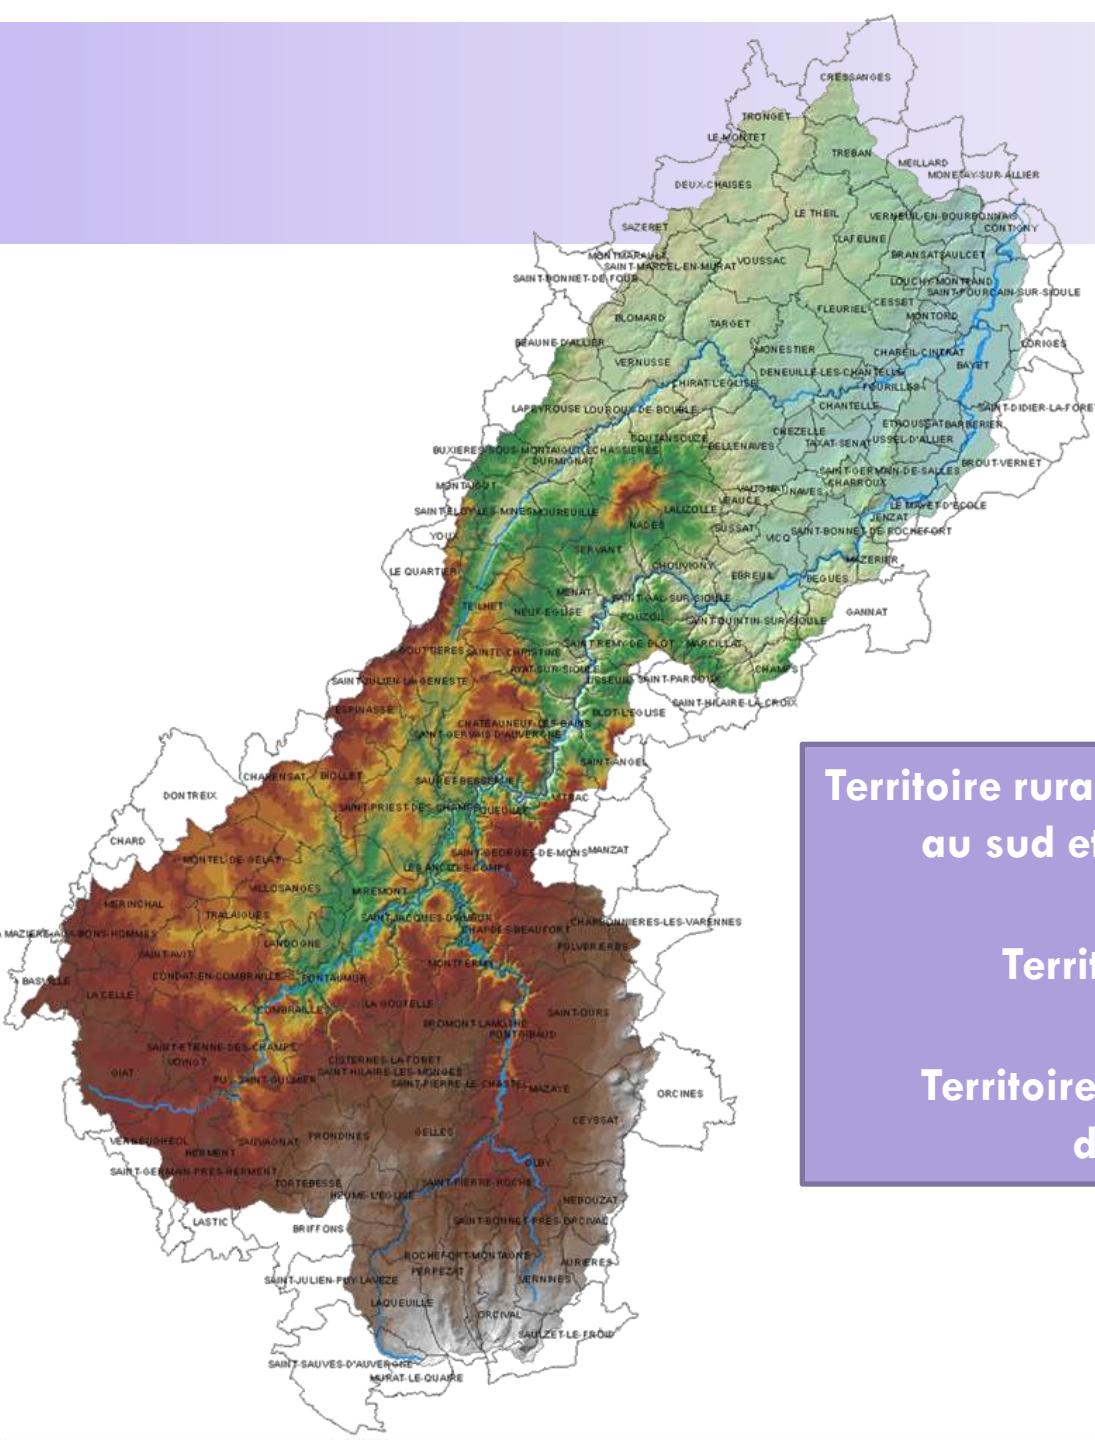 CRESSANGES
TRONGET
LE-MONTET
TREBAN
MEILLARD
MONETAY-SUR-ALLIER
DEUX-CHAISES
LE THEIL
VERNEUIL-EN-BOURBONNAIS
SAZERET
CONTIGNY
LAFELINE
MONTMARAULT
BRANSAT
SAULCET
SAINT-MARCEL-EN-MURAT
VOUSSAC
SAINT-BONNET-DE-FOUR
LOUCHY-MONTFAND
SAINT-POURCAIN-SUR-SIOULE
CESSET
FLEURIEL
BLOMARD
MONTORD
TARGET
BEAUNE-D'ALLIER
LORIGES
MONESTIER
CHAREIL-CINTRAT
VERNUSSE
BAYET
DENEUILLE-LES-CHANTELLE
CHIRAT-L'EGLISE
FOURILLES
LAPEYROUSE
LOUROUX-DE-BOUBLE
CHANTELLE
SAINT-DIDIER-LA-FORE
ETROUSSAT
BARBERIER
CHEZELLE
COUTANSOUZE
TAXAT-SENAT
USSEL-D'ALLIER
BELLENAVES
BUXIERES-SOUS-MONTAIGUT
ECHASSIERES
DURMIGNAT
BROUT-VERNET
SAINT-GERMAIN-DE-SALLES
CHARROUX
MONTAIGUT
NAVES
VEAUCE
LE MAYET-D'ECOLE
SAINT-ELOY-LES-MINES
MOUREUILLE
LALIZOLLE
JENZAT
NADES
SUSSAT
SAINT-BONNET-DE-ROCHEFORT
YOUX
VICQ
SERVANT
MAZERIER
CHOUVIGNY
LE QUARTIER
EBREUIL
BEGUES
MENAT
SAINT-GAL-SUR-SIOULE
TEILHET
NEUF-EGLISE
GANNAT
POUZOL
SAINT-QUINTIN-SUR-SIOULE
SAINT REMY-DE-BLOT
MARCILLAT
GOUTTIERES
SAINTE-CHRISTINE
AYAT-SUR-SIOULE
CHAMPS
SAINT-JULIEN-LA-GENESTE
LISSEUIL
SAINT-PARDOUX
SAINT-HILAIRE-LA-CROIX
ESPINASSE
BLOT-L'EGLISE
CHATEAUNEUF-LES-BAINS
SAINT-GERVAIS-D'AUVERGNE
SAINT-ANGEL
CHARENSAT
BIOLLET
SAURET-BESSERVE
DONTREIX
VITRAC
SAINT-PRIEST-DES-CHAMPS
QUEUILLE
CHARD
SAINT-GEORGES-DE-MONS
MANZAT
MONTEL-DE-GELAT
LES ANCIZES-COMPS
VILLOSANGES
MIREMONT
MERINCHAL
TRALAIGUES
SAINT-JACQUES-D'AMBUR
CHARBONNIERES-LES-VARENNES
CHAPDES-BEAUFORT
MAZIERE-AUX-BONS-HOMMES
LANDOGNE
PULVERIERES
SAINT-AVIT
MONTFERMY
CONDAT-EN-COMBRAILLE
PONTAUMUR
BASVILLE
LA CELLE
LA GOUTELLE
COMBRAILLES
SAINT-OURS
BROMONT-LAMOTHE
PONTGIBAUD
SAINT-ETIENNE-DES-CHAMPS
VOINGT
CISTERNES-LA-FORET
GIAT
SAINT-HILAIRE-LES-MONGES
PUY-SAINT-GULMIER
SAINT-PIERRE-LE-CHASTEL
MAZAYE
ORCINES
CEYSSAT
GELLES
PRONDINES
VERNEUGHEOL
SAUVAGNAT
HERMENT
OLBY
SAINT-GERMAIN-PRES-HERMENT
TORTEBESSE
SAINT-PIERRE-ROCHE
HEUME-L'EGLISE
NEBOUZAT
LASTIC
SAINT-BONNET-PRES-ORCIVAL
BRIFFONS
ROCHEFORT-MONTAGNE
AURIERES
PERPEZAT
SAINT-JULIEN-PUY-LAVEZE
VERNINES
LAQUEUILLE
ORCIVAL
SAULZET-LE-FROID
SAINT-SAUVES-D'AUVERGNE
MURAT-LE-QUAIRE
Territoire rura
au sud et
Territ
Territoire
d